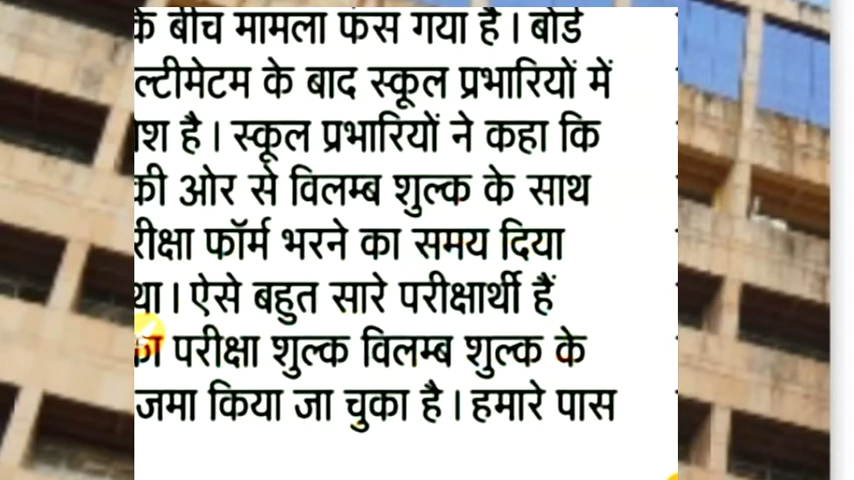 के बीच मामला फंस गया है । बोर्ड
ल्टीमेटम के बाद स्कूल प्रभारियों में
है । स्कूल प्रभारियों ने कहा कि
की ओर से विलम्ब शुल्क के साथ
रीक्षा फॉर्म भरने का समय दिया
था । ऐसे बहुत सारे परीक्षार्थी हैं
का परीक्षा शुल्क विलम्ब शुल्क के
जमा किया जा चुका है । हमारे पास